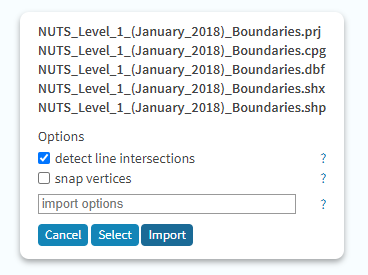 NUTS_Level_1_(January_2018)_Boundaries.prj
NUTS_Level_1_(January_2018)_Boundaries.cpg
NUTS_Level_1_(January_2018)_Boundaries.dbf
NUTS_Level_1_(January_2018)_Boundaries.shx
NUTS_Level_1_(January_2018)_Boundaries.shp
Options
detect line intersections ?
snap vertices ?
import options ?
Cancel Select Import